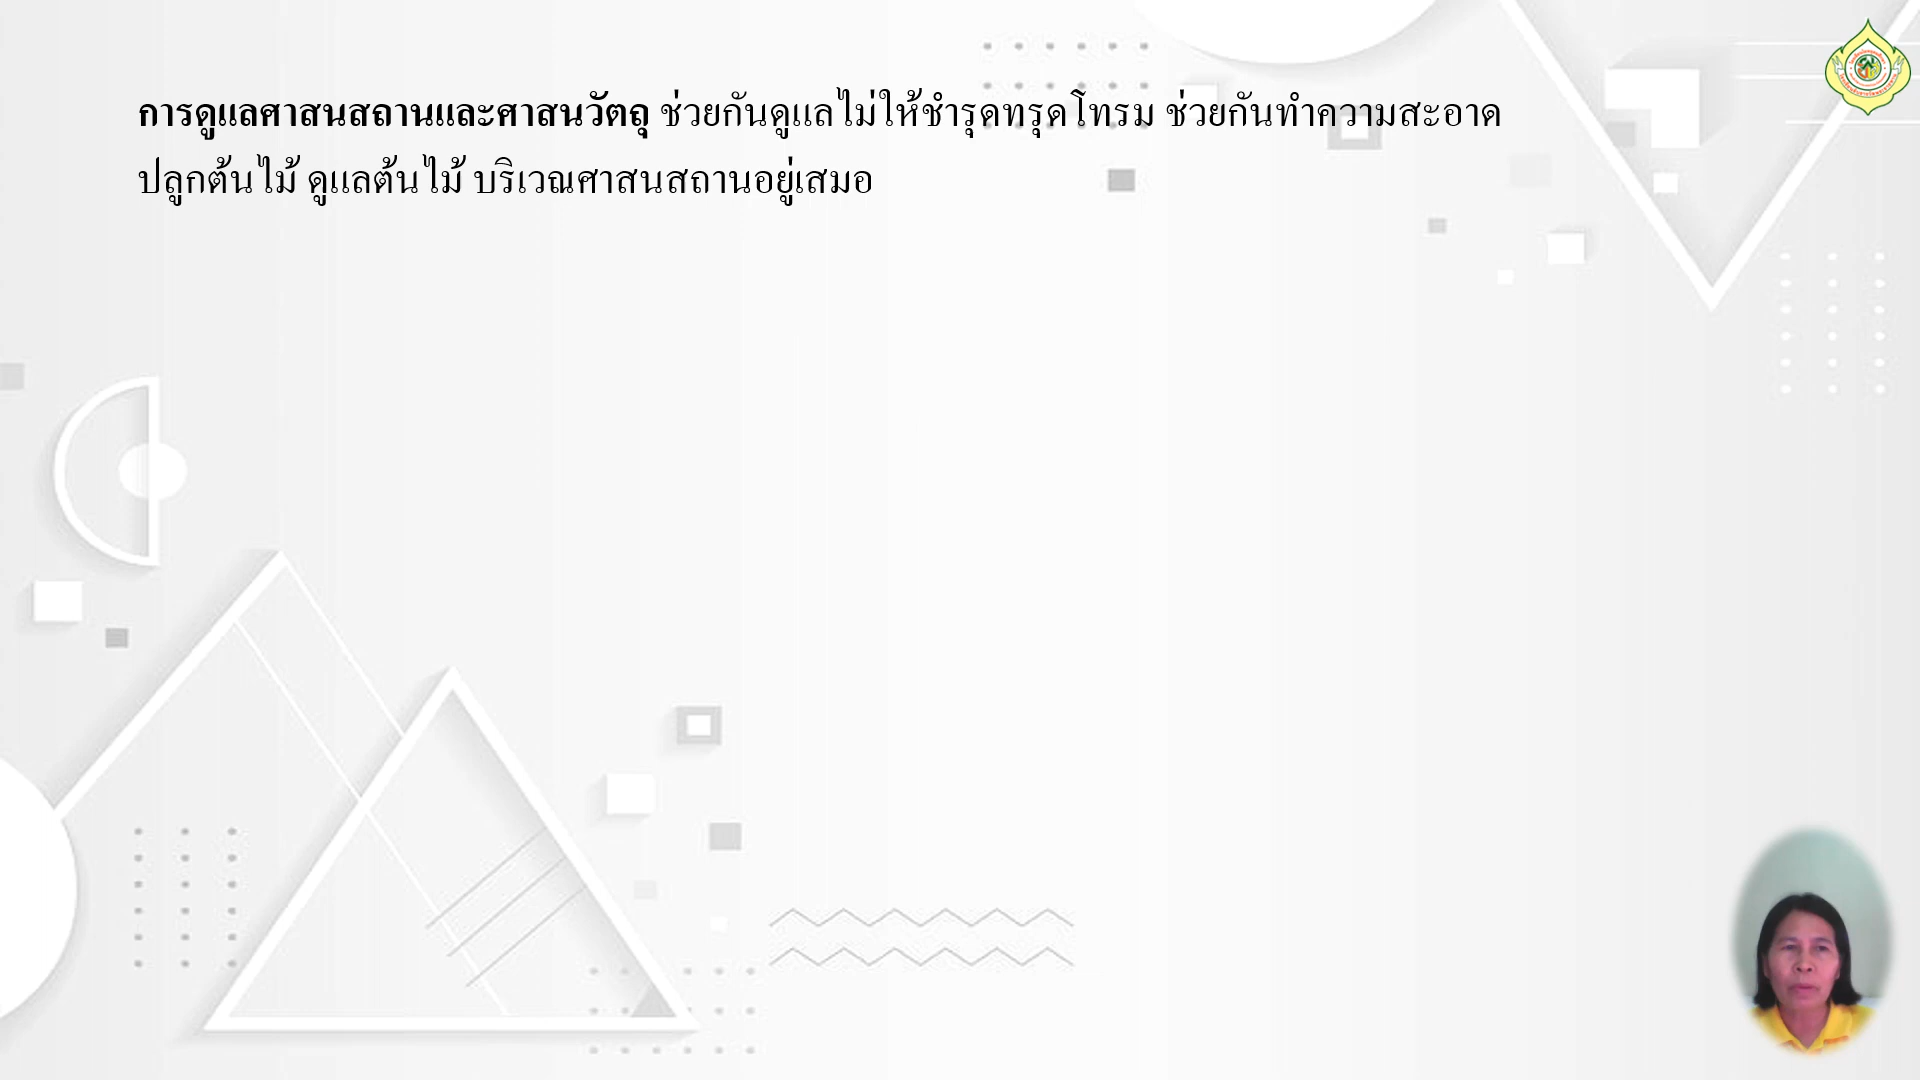 การดูแลศาสนสถานและศาสนวัตถุ ช่วยกันดูแลไม่ให้ชำรุดทรุดโทรม ช่วยกันทำความสะอาด
ปลูกต้นไม้ ดูแลต้นไม้ บริเวณศาสนสถานอยู่เสมอ